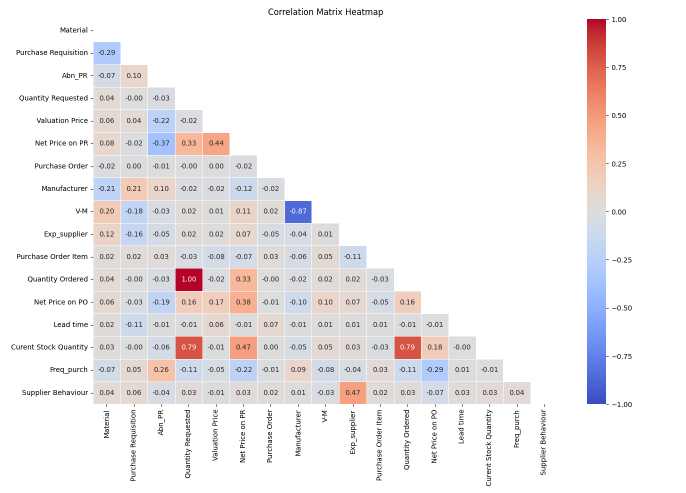 Correlation Matrix Heatmap
Material
Purchase Requisition -0.29
Abn_PR -0.07 0.10
Quantity Requested 0.04 -0.00 -0.03
Valuation Price 0.06 0.04 -0.22 -0.02
Net Price on PR 0.08 -0.02 -0.37 0.33 0.44
Purchase Order -0.02 0.00 -0.01 -0.00 0.00 -0.02
Manufacturer -0.21 0.21 0.10 -0.02 -0.02 -0.12 -0.02
V-M 0.20 -0.18 -0.03 0.02 0.01 0.11 0.02 -0.87
Exp_supplier 0.12 -0.16 -0.05 0.02 0.02 0.07 -0.05 -0.04 0.01
Purchase Order Item 0.02 0.02 0.03 -0.03 -0.08 -0.07 0.03 -0.06 0.05 -0.11
Quantity Ordered 0.04 -0.00 -0.03 1.00 -0.02 0.33 -0.00 -0.02 0.02 0.02 -0.03
Net Price on PO 0.06 -0.03 -0.19 0.16 0.17 0.38 -0.01 -0.10 0.10 0.07 -0.05 0.16
Lead time 0.02 -0.11 -0.01 -0.01 0.06 -0.01 0.07 -0.01 0.01 0.01 0.01 -0.01 -0.01
Curent Stock Quantity 0.03 -0.00 -0.06 0.79 -0.01 0.47 -0.00 -0.05 0.05 0.03 -0.03 0.79 0.18 -0.00
Freq_purch -0.07 0.05 0.26 -0.11 -0.05 -0.22 -0.01 0.09 -0.08 -0.04 0.03 -0.11 -0.29 0.01 -0.01
Supplier Behaviour 0.04 0.06 -0.04 0.03 -0.01 0.03 0.02 0.01 -0.03 0.47 0.02 0.03 -0.07 0.03 0.03 0.04
Material
Purchase Requisition
Abn_PR
Quantity Requested
Valuation Price
Net Price on PR
Purchase Order
Manufacturer
V-M
Exp_supplier
Purchase Order Item
Quantity Ordered
Net Price on PO
Lead time
Curent Stock Quantity
Freq_purch
Supplier Behaviour
1.00
0.75
0.50
0.25
0.00
−0.25
−0.50
−0.75
−1.00